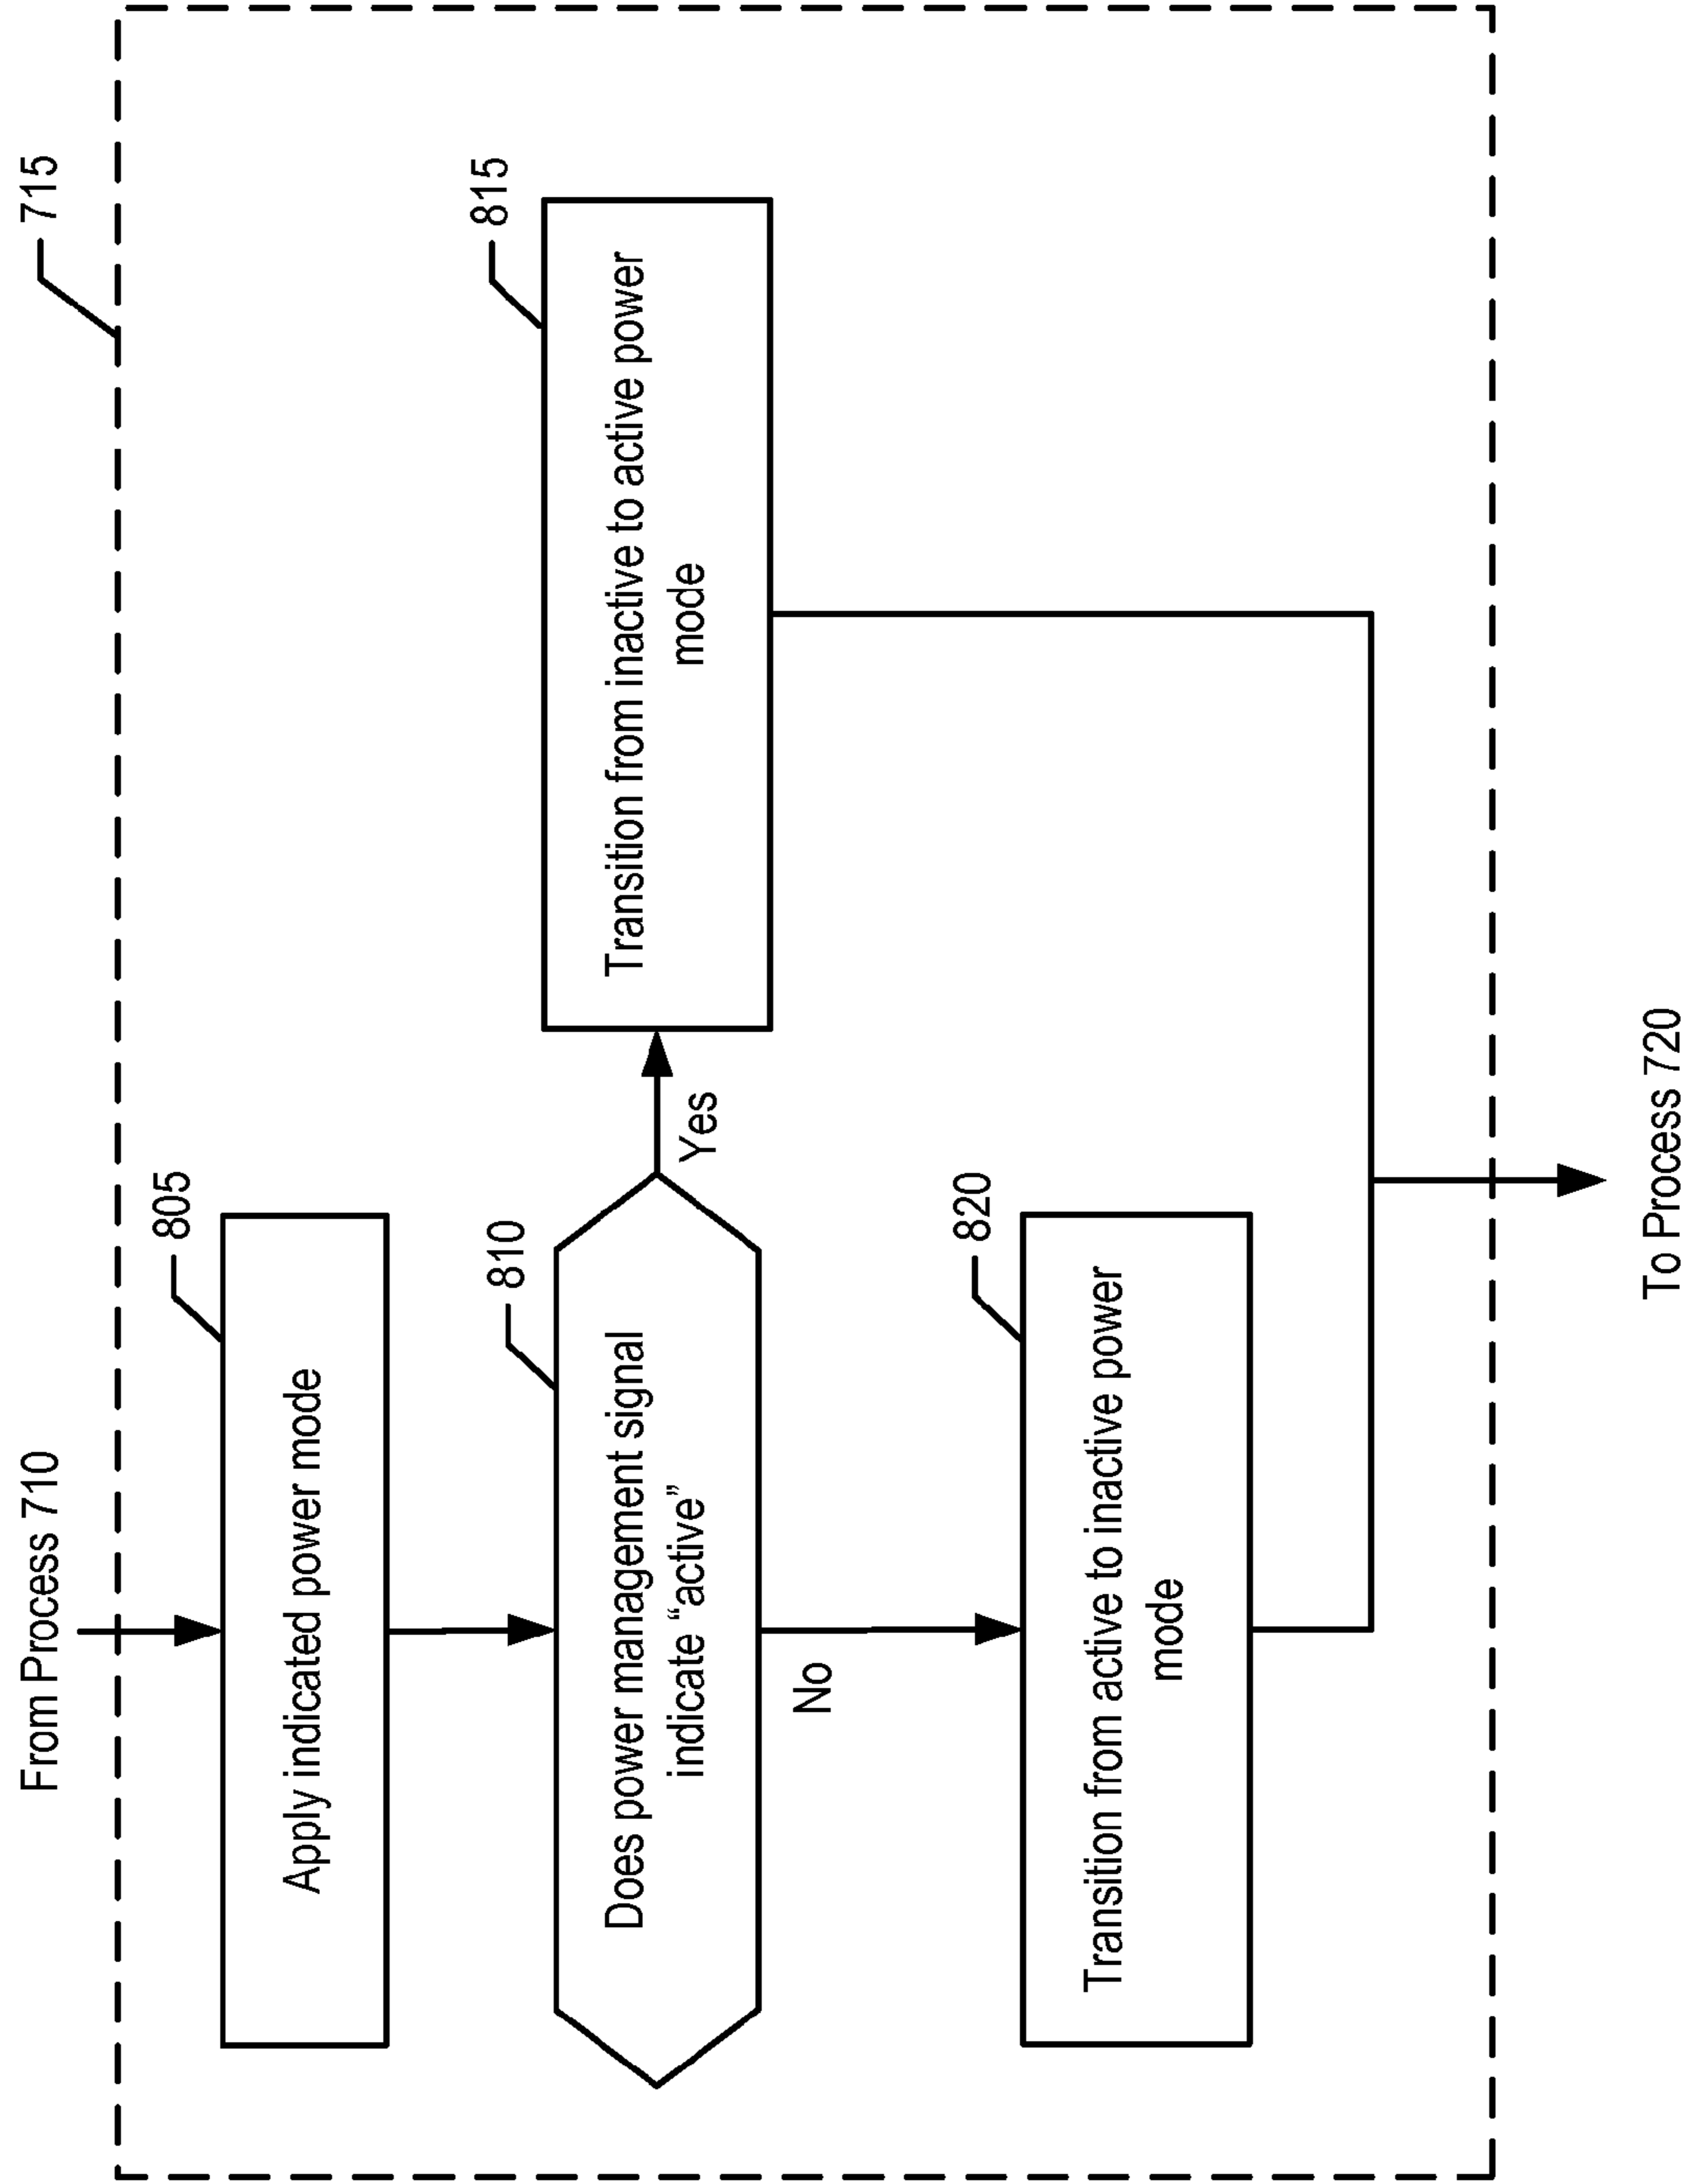 From Process 710
715
805
Apply indicated power mode
810
Does power management signal
indicate “active”
Yes
815
Transition from inactive to active power
mode
No
820
Transition from active to inactive power
mode
To Process 720